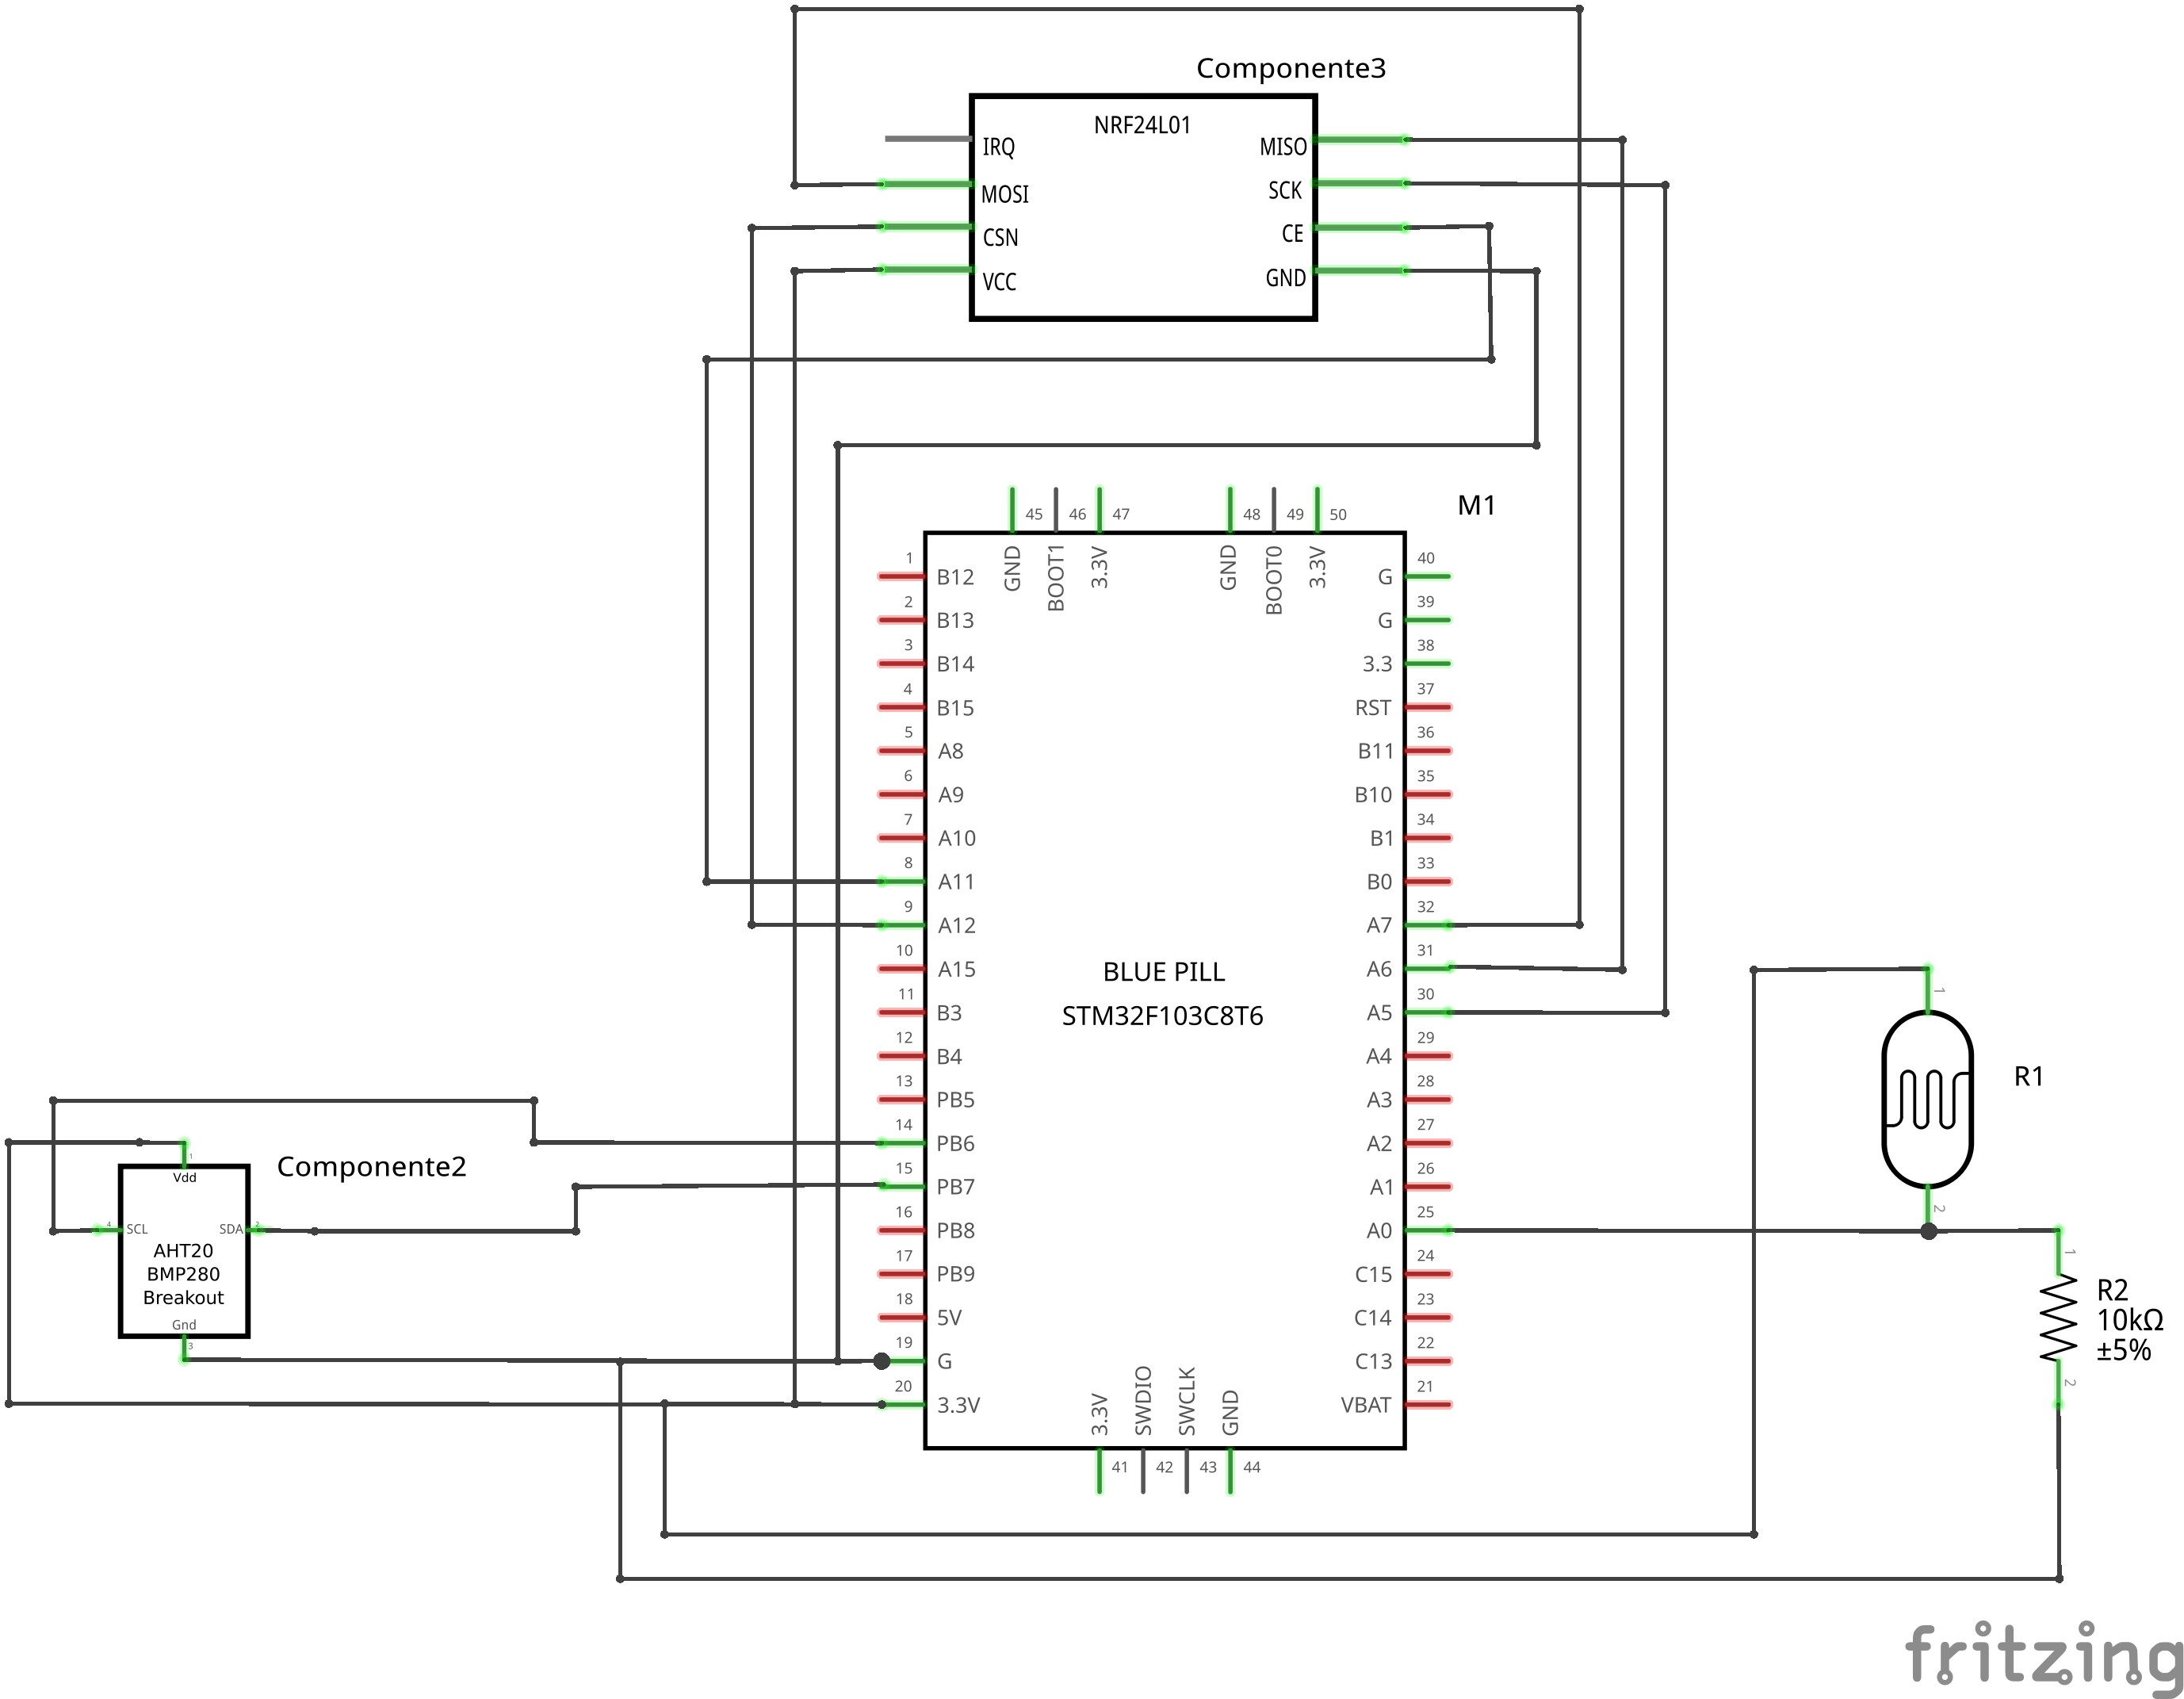 Componente3
NRF24L01
IRQ
MOSI
CSN
VCC
MISO
SCK
CE
GND
M1
45 46 47 48 49 50
GND BOOT1 3.3V GND BOOT0 3.3V
1 B12
2 B13
3 B14
4 B15
5 A8
6 A9
7 A10
8 A11
9 A12
10 A15
11 B3
12 B4
13 PB5
14 PB6
15 PB7
16 PB8
17 PB9
18 5V
19 G
20 3.3V
BLUE PILL
STM32F103C8T6
40 G
39 G
38 3.3
37 RST
36 B11
35 B10
34 B1
33 B0
32 A7
31 A6
30 A5
29 A4
28 A3
27 A2
26 A1
25 A0
24 C15
23 C14
22 C13
21 VBAT
3.3V SWDIO SWCLK GND
41 42 43 44
Componente2
1
Vdd
4 SCL
SDA 2
AHT20
BMP280
Breakout
Gnd
3
1
R1
2
1
R2
10kΩ
±5%
2
fritzing